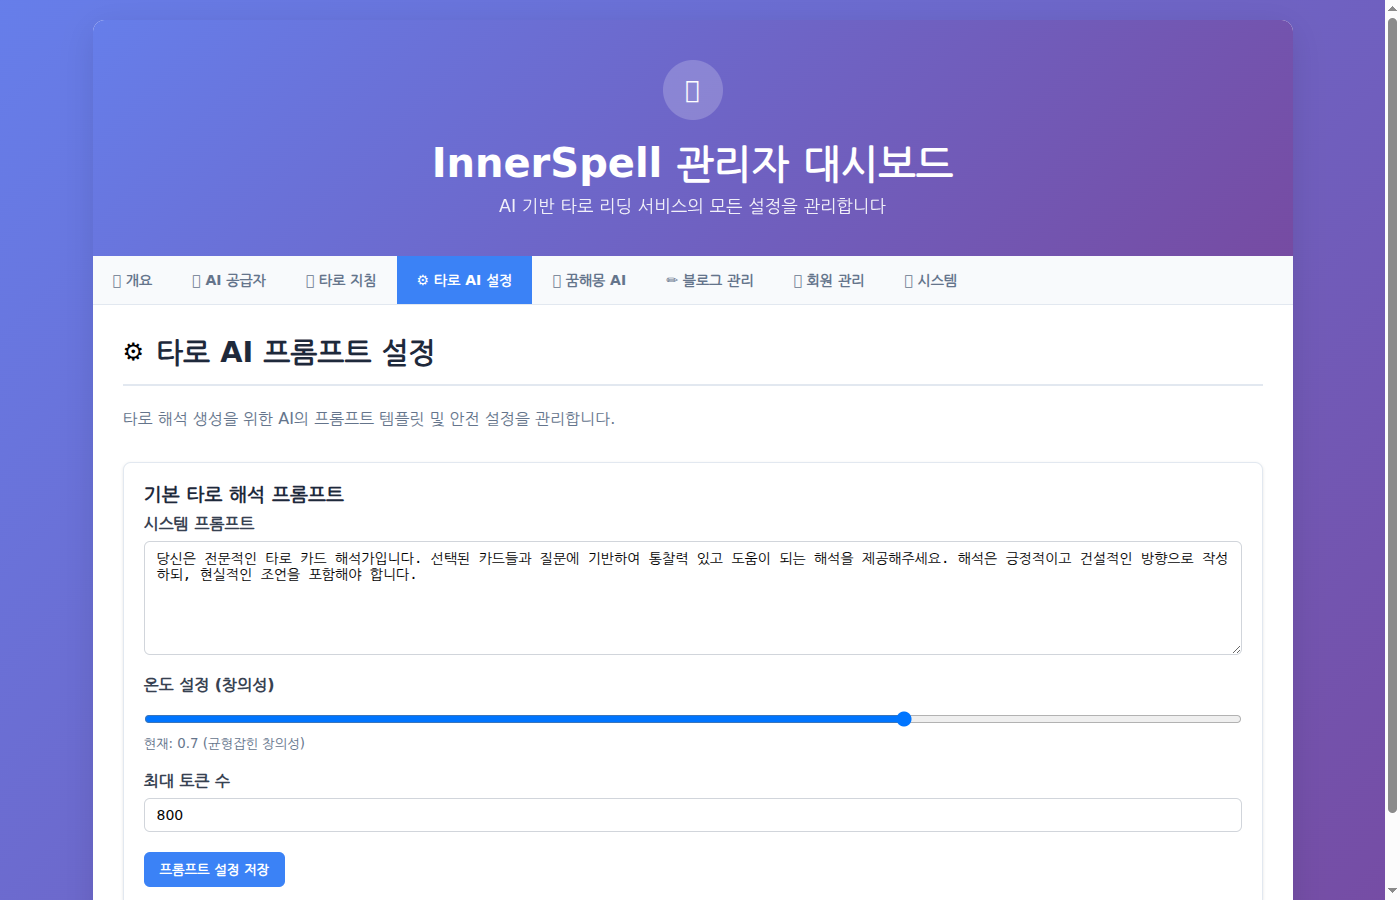 InnerSpell 관리자 대시보드
AI 기반 타로 리딩 서비스의 모든 설정을 관리합니다
개요
AI 공급자
타로 지침
⚙ 타로 AI 설정
꿈해몽 AI
✏ 블로그 관리
회원 관리
시스템
⚙ 타로 AI 프롬프트 설정
타로 해석 생성을 위한 AI의 프롬프트 템플릿 및 안전 설정을 관리합니다.
기본 타로 해석 프롬프트
시스템 프롬프트
당신은 전문적인 타로 카드 해석가입니다. 선택된 카드들과 질문에 기반하여 통찰력 있고 도움이 되는 해석을 제공해주세요. 해석은 긍정적이고 건설적인 방향으로 작성
하되, 현실적인 조언을 포함해야 합니다.
온도 설정 (창의성)
현재: 0.7 (균형잡힌 창의성)
최대 토큰 수
800
프롬프트 설정 저장